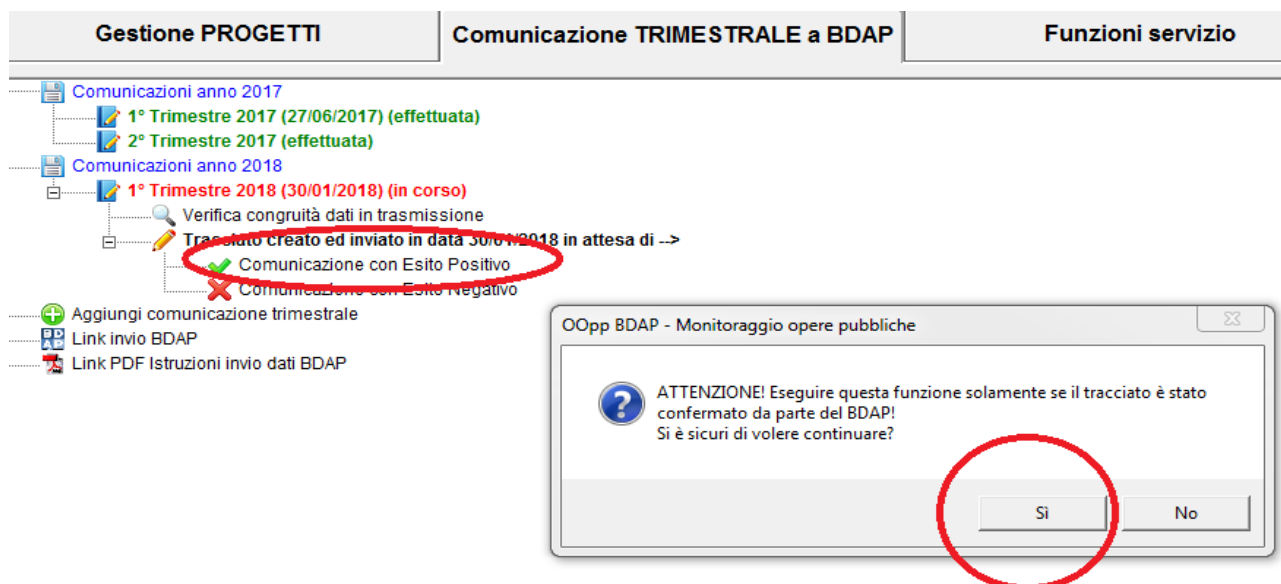 Gestione PROGETTI
Comunicazione TRIMESTRALE a BDAP
Funzioni servizio
Comunicazioni anno 2017
1° Trimestre 2017 (27/06/2017) (effettuata)
2° Trimestre 2017 (effettuata)
Comunicazioni anno 2018
1° Trimestre 2018 (30/01/2018) (in corso)
Verifica congruità dati in trasmissione
Tracciato creato ed inviato in data 30/01/2018 in attesa di -->
Comunicazione con Esito Positivo
Comunicazione con Esito Negativo
Aggiungi comunicazione trimestrale
BDAP
Link invio BDAP
Link PDF Istruzioni invio dati BDAP
OOpp BDAP - Monitoraggio opere pubbliche
ATTENZIONE! Eseguire questa funzione solamente se il tracciato è stato
confermato da parte del BDAP!
Si è sicuri di volere continuare?
Sì
No